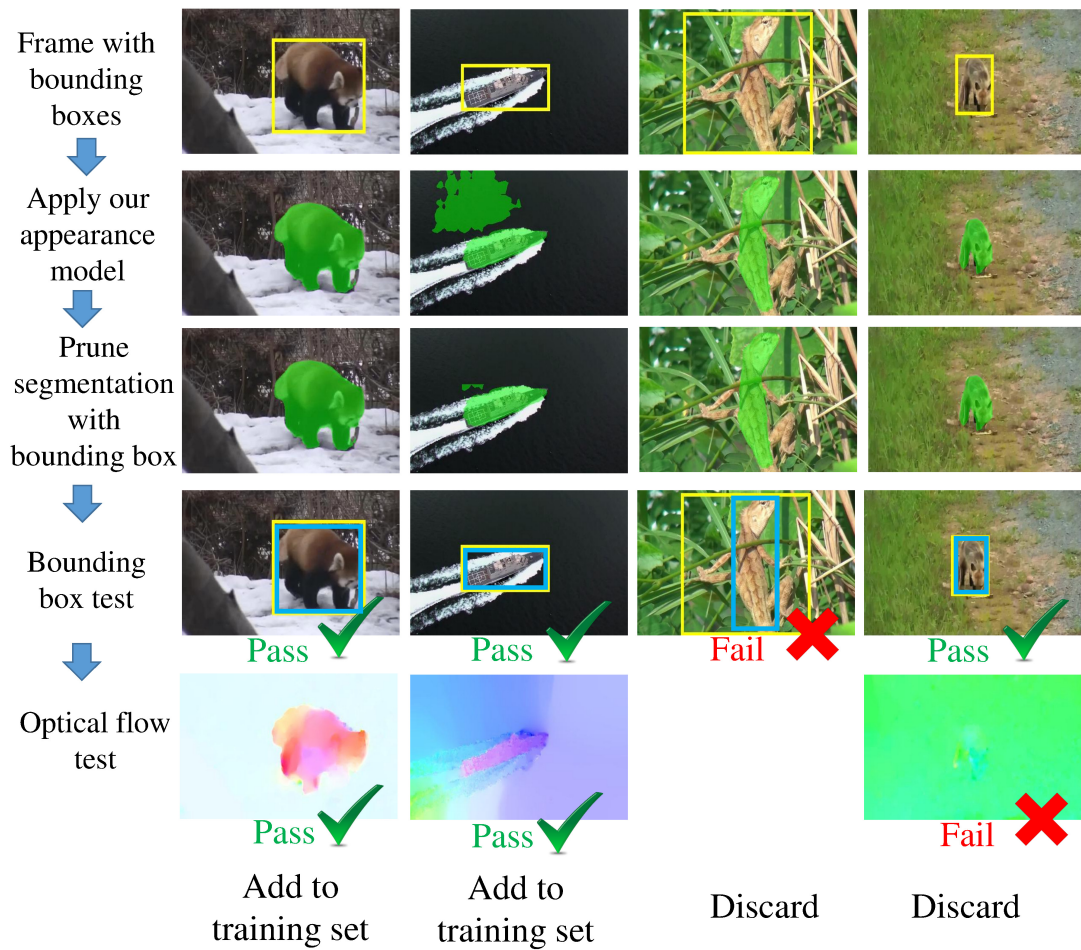 Frame with
bounding
boxes
Apply our
appearance
model
Prune
segmentation
with
bounding box
Bounding
box test
Pass
Pass
Fail
Pass
Optical flow
test
Pass
Pass
Fail
Add to
training set
Add to
training set
Discard
Discard